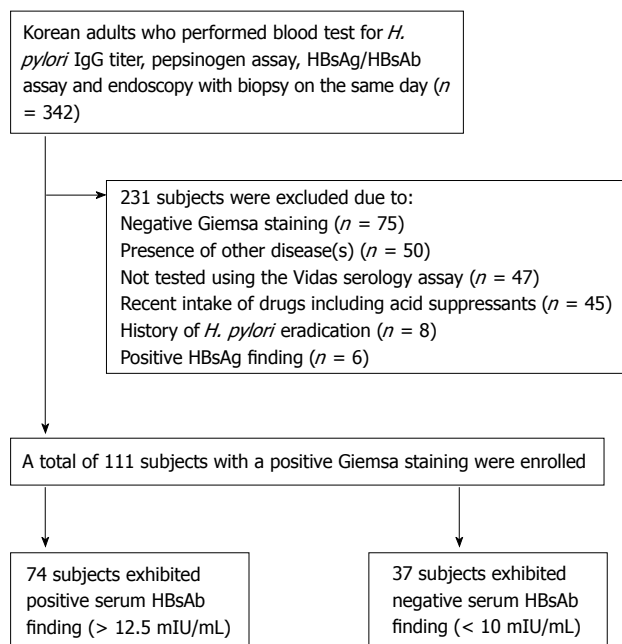 Korean adults who performed blood test for H.
pylori IgG titer, pepsinogen assay, HBsAg/HBsAb
assay and endoscopy with biopsy on the same day (n
= 342)
231 subjects were excluded due to:
Negative Giemsa staining (n = 75)
Presence of other disease(s) (n = 50)
Not tested using the Vidas serology assay (n = 47)
Recent intake of drugs including acid suppressants (n = 45)
History of H. pylori eradication (n = 8)
Positive HBsAg finding (n = 6)
A total of 111 subjects with a positive Giemsa staining were enrolled
74 subjects exhibited
positive serum HBsAb
finding (> 12.5 mIU/mL)
37 subjects exhibited
negative serum HBsAb
finding (< 10 mIU/mL)